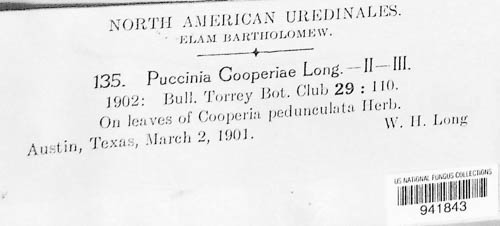 NORTH AMERICAN UREDINALES.
ELAM BARTHOLOMEW.
135. Puccinia Cooperiae Long.—II—III.
1902: Bull. Torrey Bot. Club 29 : 110.
On leaves of Cooperia pedunculata Herb.
Austin, Texas, March 2, 1901. W. H. Long
US NATIONAL FUNGUS COLLECTIONS
941843